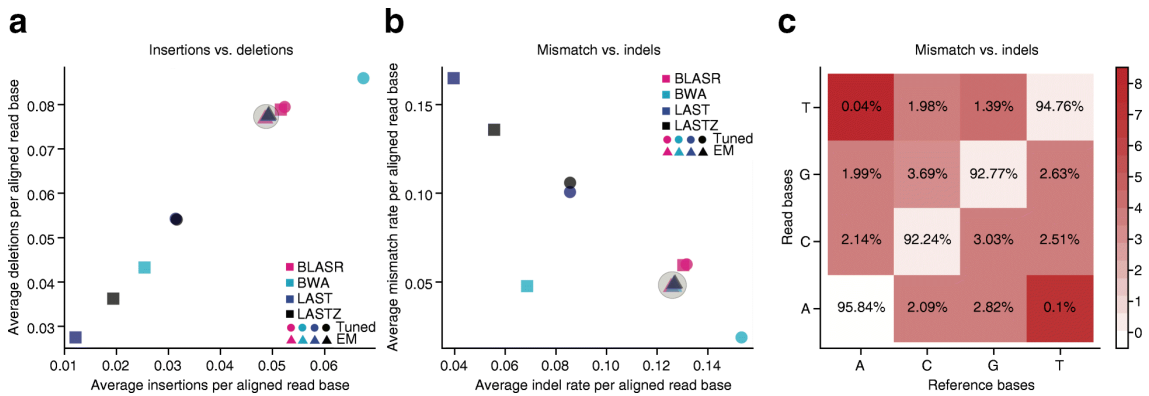 a
Insertions vs. deletions
Average deletions per aligned read base
0.08
0.07
0.06
0.05
0.04
0.03
BLASR
BWA
LAST
LASTZ
Tuned
EM
0.01 0.02 0.03 0.04 0.05 0.06
Average insertions per aligned read base
b
Mismatch vs. indels
Average mismatch rate per aligned read base
0.15
0.10
0.05
BLASR
BWA
LAST
LASTZ
Tuned
EM
0.04 0.06 0.08 0.10 0.12 0.14
Average indel rate per aligned read base
c
Mismatch vs. indels
Read bases
T 0.04% 1.98% 1.39% 94.76%
G 1.99% 3.69% 92.77% 2.63%
C 2.14% 92.24% 3.03% 2.51%
A 95.84% 2.09% 2.82% 0.1%
A C G T
Reference bases
8
7
6
5
4
3
2
1
0